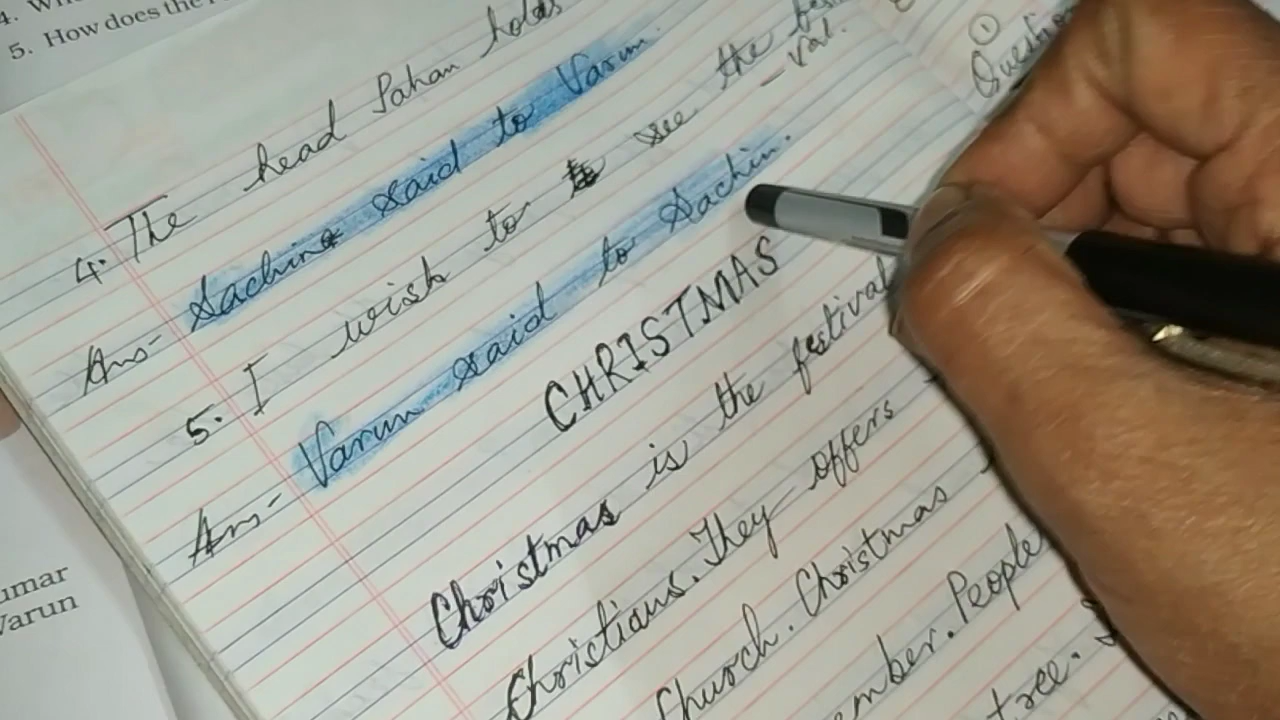 4. Wh
5. How does the
4. The head Pahan holds
Ans- Sachin said to Varun.
5. I wish to see the
- val.
Ans- Varun said to Sachin.
CHRISTMAS
Christmas is the festival
Christians. They offers
Church. Christmas
ember. People
tree.
①
Question
umar
Varun